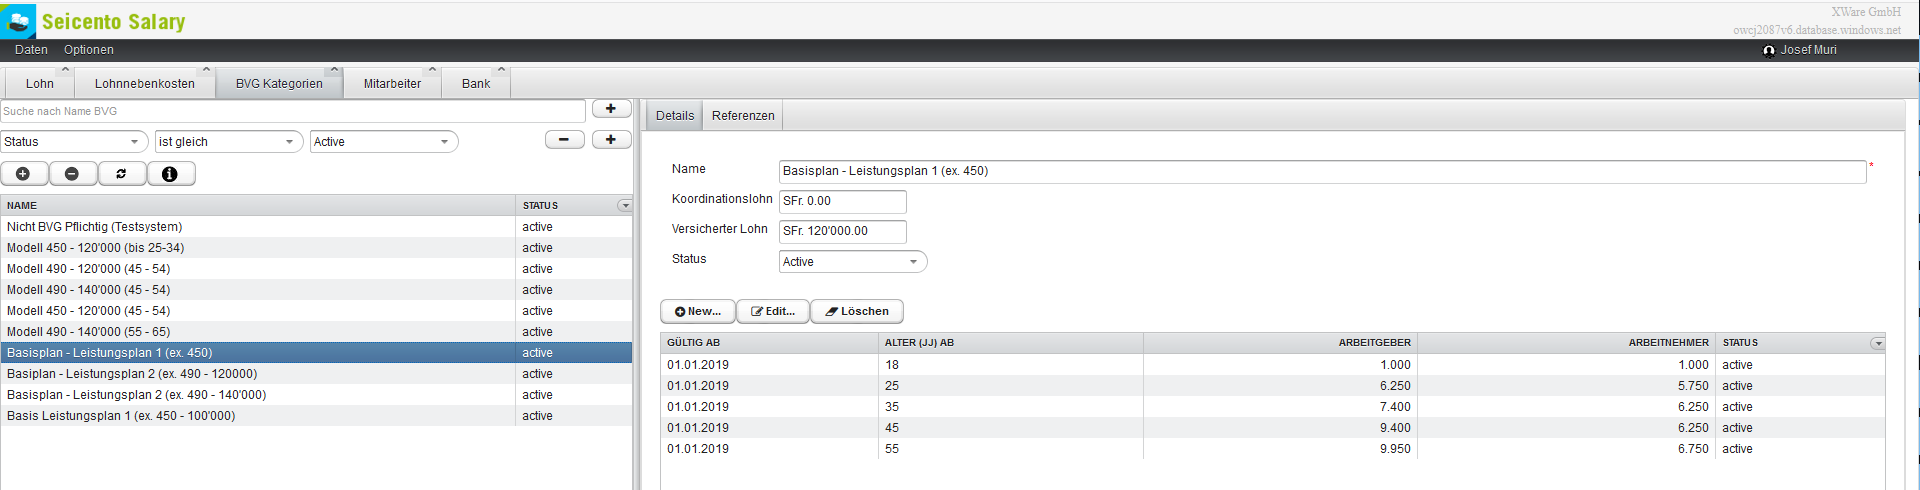 Seicento Salary
XWare GmbH
owcj2087v6.database.windows.net
Daten Optionen
Josef Muri
Lohn Lohnnebenkosten BVG Kategorien Mitarbeiter Bank
Suche nach Name BVG
Status ist gleich Active
NAME STATUS
Nicht BVG Pflichtig (Testsystem) active
Modell 450 - 120'000 (bis 25-34) active
Modell 490 - 120'000 (45 - 54) active
Modell 490 - 140'000 (45 - 54) active
Modell 450 - 120'000 (45 - 54) active
Modell 490 - 140'000 (55 - 65) active
Basisplan - Leistungsplan 1 (ex. 450) active
Basiplan - Leistungsplan 2 (ex. 490 - 120000) active
Basisplan - Leistungsplan 2 (ex. 490 - 140'000) active
Basis Leistungsplan 1 (ex. 450 - 100'000) active
Details Referenzen
Name Basisplan - Leistungsplan 1 (ex. 450) *
Koordinationslohn SFr. 0.00
Versicherter Lohn SFr. 120'000.00
Status Active
New... Edit... Löschen
GÜLTIG AB ALTER (JJ) AB ARBEITGEBER ARBEITNEHMER STATUS
01.01.2019 18 1.000 1.000 active
01.01.2019 25 6.250 5.750 active
01.01.2019 35 7.400 6.250 active
01.01.2019 45 9.400 6.250 active
01.01.2019 55 9.950 6.750 active